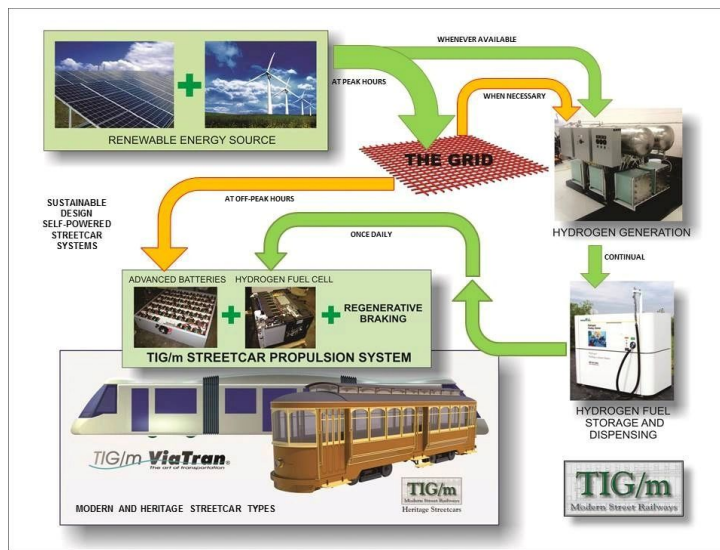 WHENEVER AVAILABLE
AT PEAK HOURS
WHEN NECESSARY
RENEWABLE ENERGY SOURCE
THE GRID
HYDROGEN GENERATION
SUSTAINABLE
DESIGN
SELF-POWERED
STREETCAR
SYSTEMS
AT OFF-PEAK HOURS
ONCE DAILY
CONTINUAL
ADVANCED BATTERIES
HYDROGEN FUEL CELL
REGENERATIVE
BRAKING
TIG/m STREETCAR PROPULSION SYSTEM
HYDROGEN FUEL
STORAGE AND
DISPENSING
TIG/m ViaTran®
The art of transportation
TIG/m
Modern Street Railways
Heritage Streetcars
MODERN AND HERITAGE STREETCAR TYPES
TIG/m
Modern Street Railways